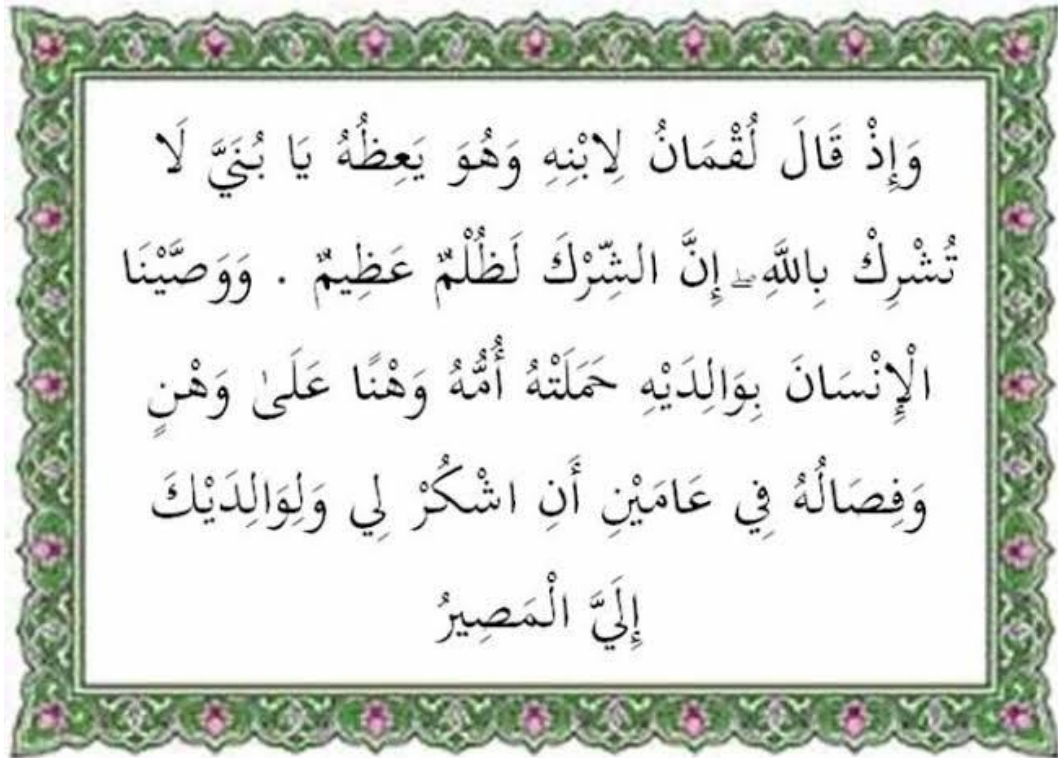 وَإِذْ قَالَ لُقْمَانُ لِابْنِهِ وَهُوَ يَعِظُهُ يَا بُنَيَّ لَا
تُشْرِكْ بِاللَّهِ ۖ إِنَّ الشِّرْكَ لَظُلْمٌ عَظِيمٌ . وَوَصَّيْنَا
الْإِنْسَانَ بِوَالِدَيْهِ حَمَلَتْهُ أُمُّهُ وَهْنًا عَلَىٰ وَهْنٍ
وَفِصَالُهُ فِي عَامَيْنِ أَنِ اشْكُرْ لِي وَلِوَالِدَيْكَ
إِلَيَّ الْمَصِيرُ